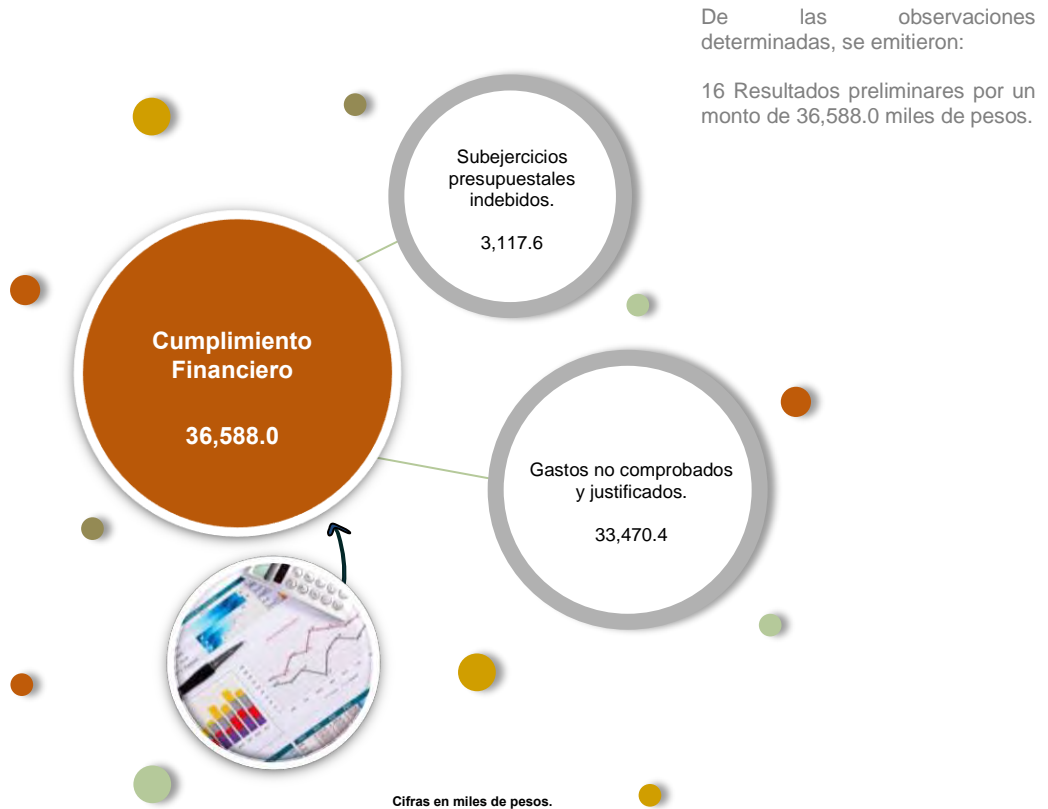 De las observaciones
determinadas, se emitieron:
16 Resultados preliminares por un
monto de 36,588.0 miles de pesos.
Subejercicios
presupuestales
indebidos.
3,117.6
Cumplimiento
Financiero
36,588.0
Gastos no comprobados
y justificados.
33,470.4
Cifras en miles de pesos.